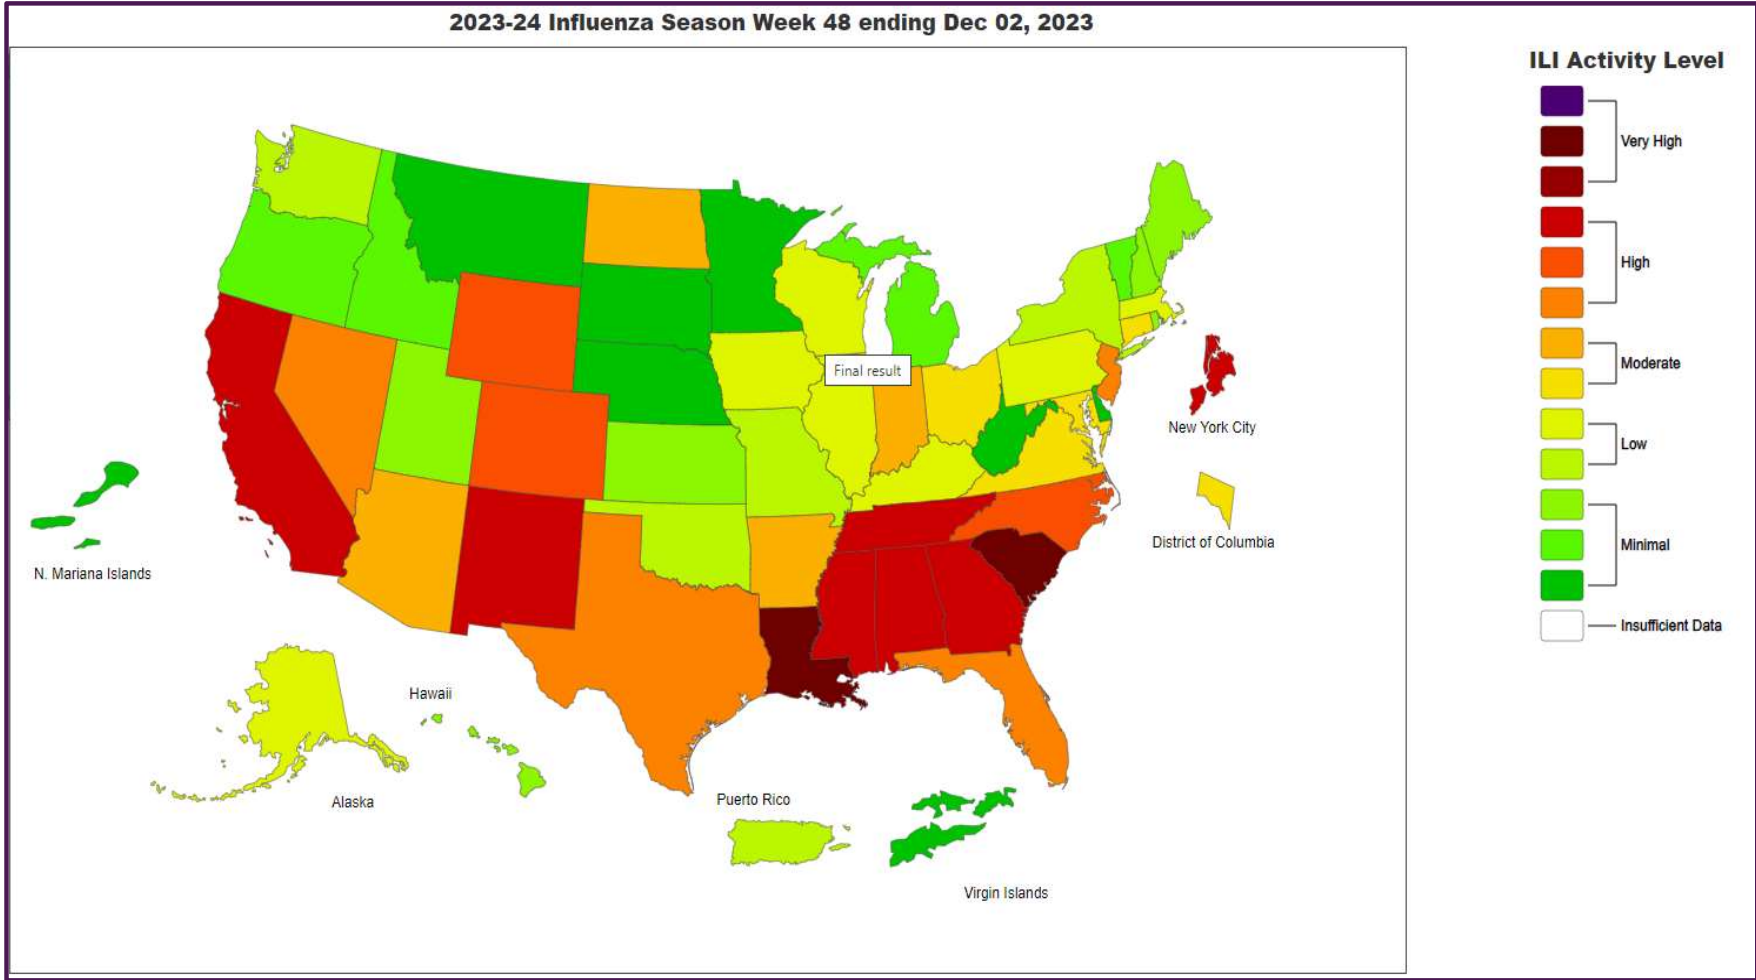 2023-24 Influenza Season Week 48 ending Dec 02, 2023
ILI Activity Level
Very High
High
Moderate
Low
Minimal
Insufficient Data
Final result
New York City
District of Columbia
N. Mariana Islands
Hawaii
Alaska
Puerto Rico
Virgin Islands